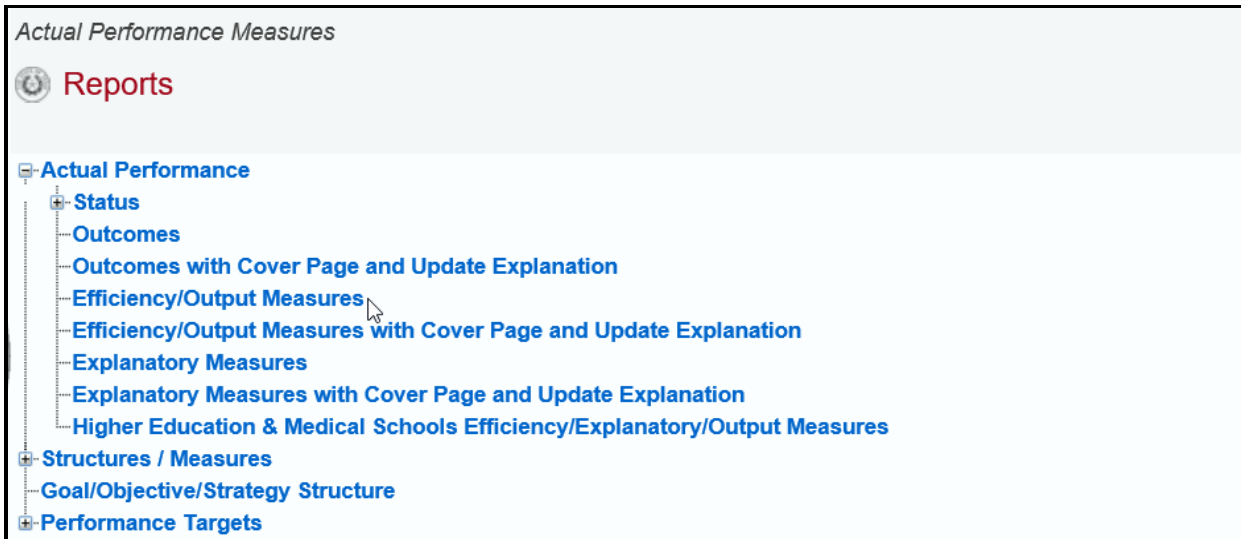 Actual Performance Measures
Reports
Actual Performance
Status
Outcomes
Outcomes with Cover Page and Update Explanation
Efficiency/Output Measures
Efficiency/Output Measures with Cover Page and Update Explanation
Explanatory Measures
Explanatory Measures with Cover Page and Update Explanation
Higher Education & Medical Schools Efficiency/Explanatory/Output Measures
Structures / Measures
Goal/Objective/Strategy Structure
Performance Targets